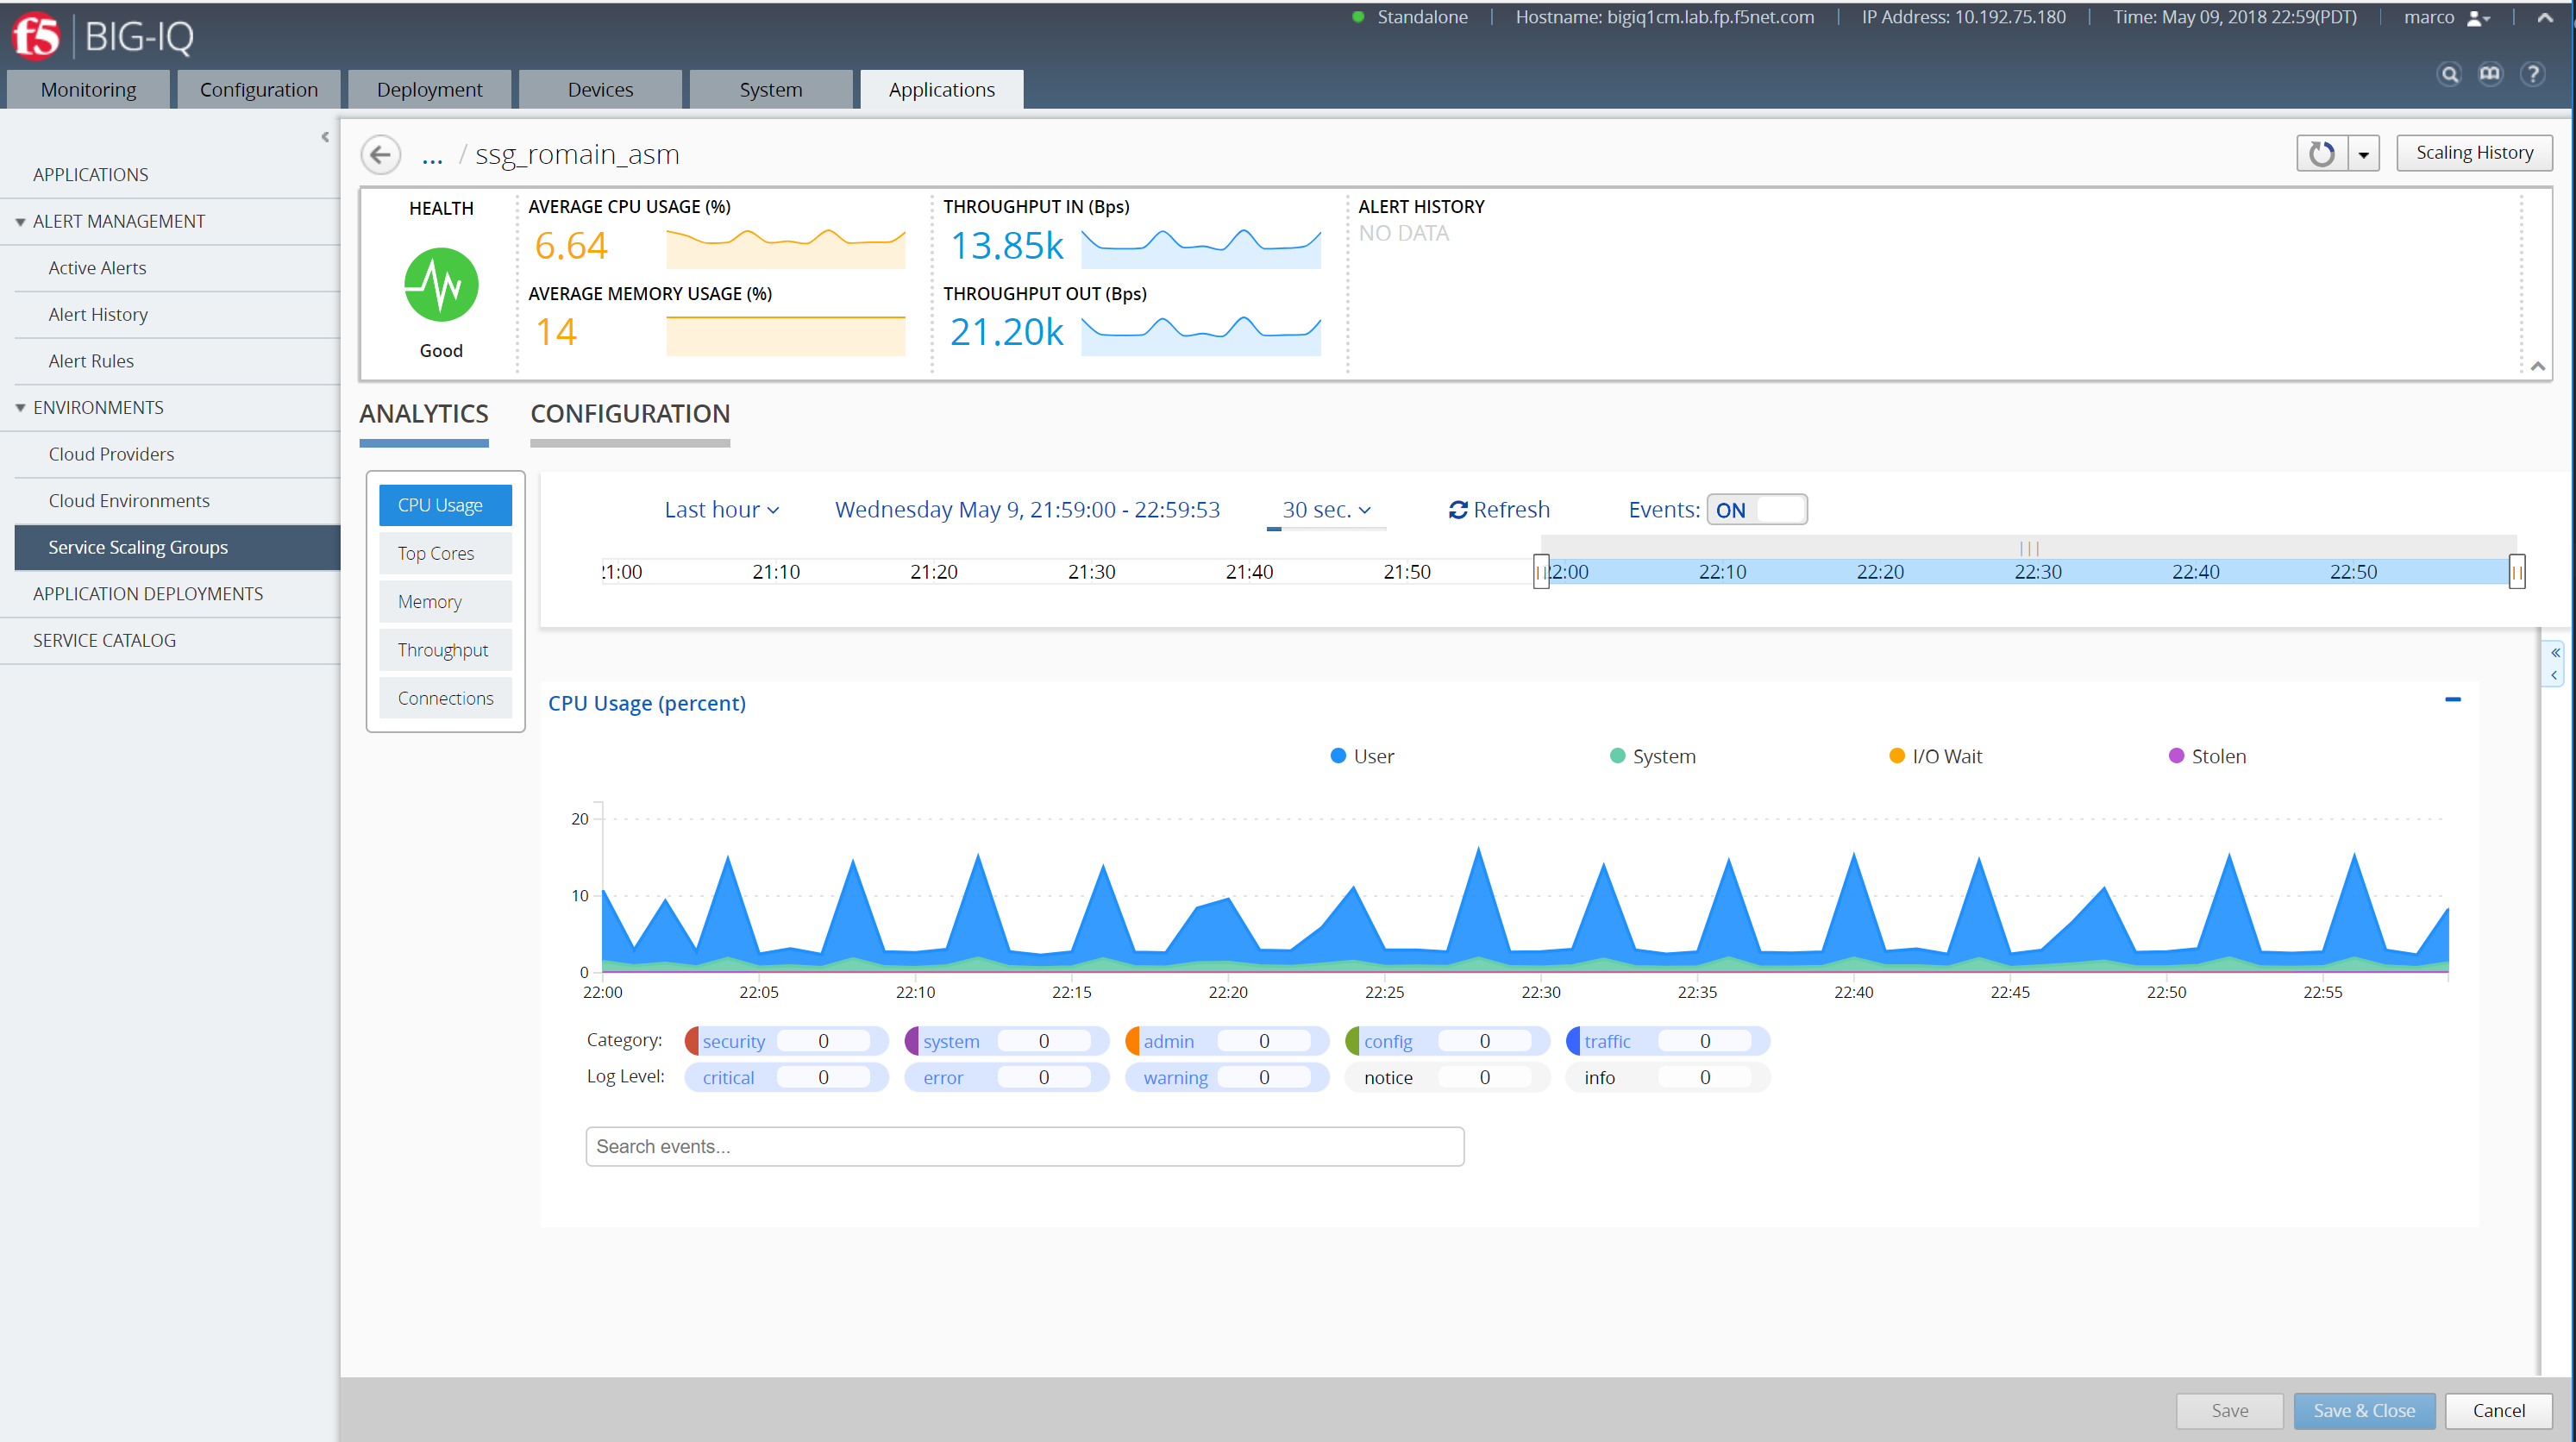 f5 BIG-IQ
Standalone | Hostname: bigiq1cm.lab.fp.f5net.com | IP Address: 10.192.75.180 | Time: May 09, 2018 22:59(PDT) | marco
Monitoring Configuration Deployment Devices System Applications
... / ssg_romain_asm
Scaling History
APPLICATIONS
ALERT MANAGEMENT
Active Alerts
Alert History
Alert Rules
ENVIRONMENTS
Cloud Providers
Cloud Environments
Service Scaling Groups
APPLICATION DEPLOYMENTS
SERVICE CATALOG
HEALTH
Good
AVERAGE CPU USAGE (%)
6.64
AVERAGE MEMORY USAGE (%)
14
THROUGHPUT IN (Bps)
13.85k
THROUGHPUT OUT (Bps)
21.20k
ALERT HISTORY
NO DATA
ANALYTICS CONFIGURATION
CPU Usage
Top Cores
Memory
Throughput
Connections
Last hour Wednesday May 9, 21:59:00 - 22:59:53 30 sec. Refresh Events: ON
1:00 21:10 21:20 21:30 21:40 21:50 2:00 22:10 22:20 22:30 22:40 22:50
CPU Usage (percent)
User System I/O Wait Stolen
20
10
0
22:00 22:05 22:10 22:15 22:20 22:25 22:30 22:35 22:40 22:45 22:50 22:55
Category: security 0 system 0 admin 0 config 0 traffic 0
Log Level: critical 0 error 0 warning 0 notice 0 info 0
Search events...
Save Save & Close Cancel